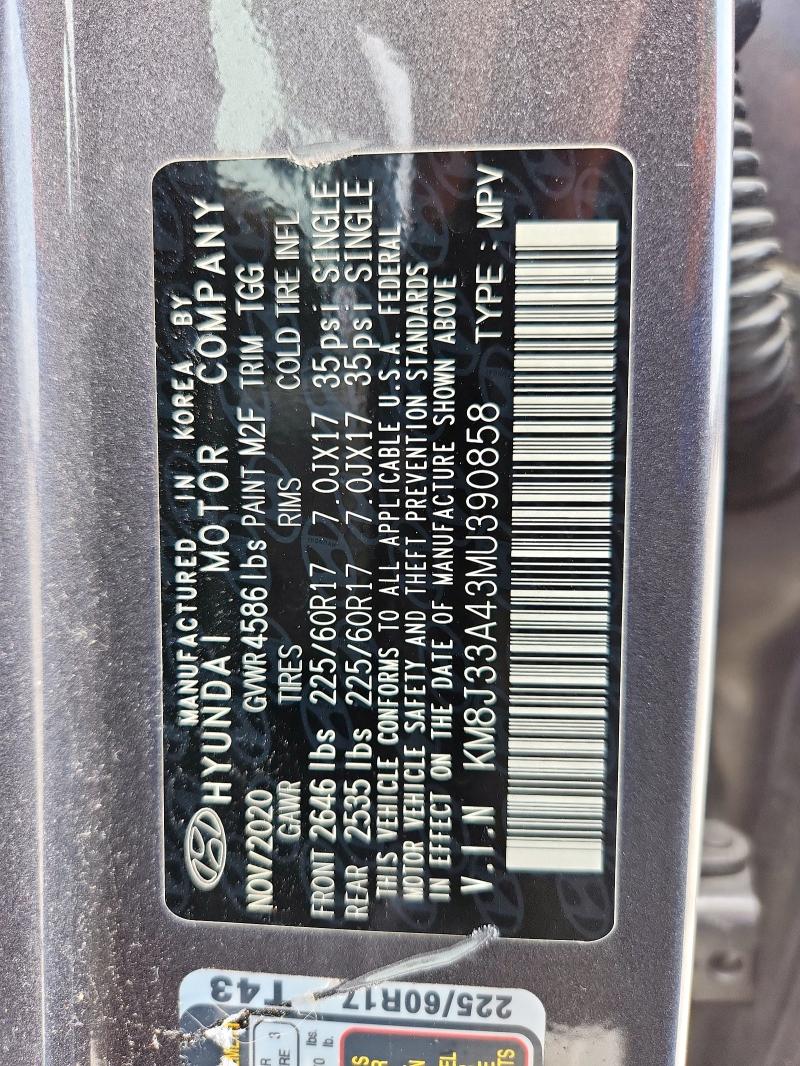 MANUFACTURED IN KOREA BY
HYUNDAI MOTOR COMPANY
NOV/2020 GVWR 4586 lbs PAINT M2F TRIM TGG
GAWR TIRES RIMS COLD TIRE INFL
FRONT 2646 lbs 225/60R17 7.0JX17 35psi SINGLE
REAR 2535 lbs 225/60R17 7.0JX17 35psi SINGLE
THIS VEHICLE CONFORMS TO ALL APPLICABLE U.S.A. FEDERAL
MOTOR VEHICLE SAFETY AND THEFT PREVENTION STANDARDS
IN EFFECT ON THE DATE OF MANUFACTURE SHOWN ABOVE
V.I.N KM8J33A43MU390858 TYPE : MPV
225/60R17
T43